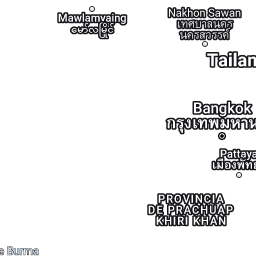 Mawlamyaing
မော်လမြိုင်
Nakhon Sawan
เทศบาลนคร
นครสวรรค์
Tailan
Bangkok
กรุงเทพมหาน
Pattaya
เมืองพัทย
PROVINCIA
DE PRACHUAP
KHIRI KHAN
e Burma